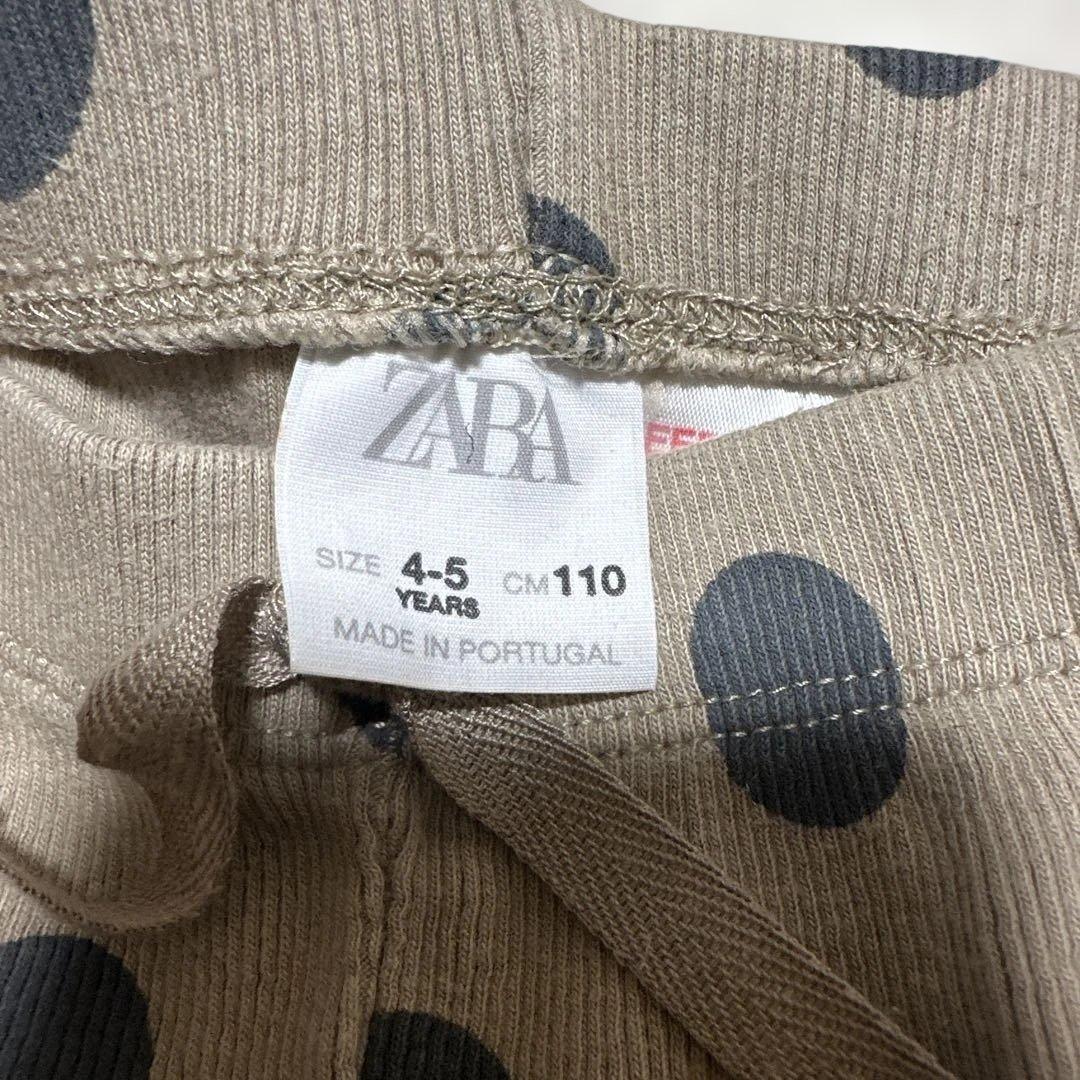 ZARA
SIZE 4-5 YEARS CM 110
MADE IN PORTUGAL